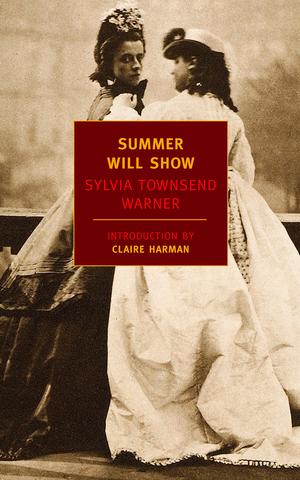 SUMMER
WILL SHOW
SYLVIA TOWNSEND
WARNER
INTRODUCTION BY
CLAIRE HARMAN